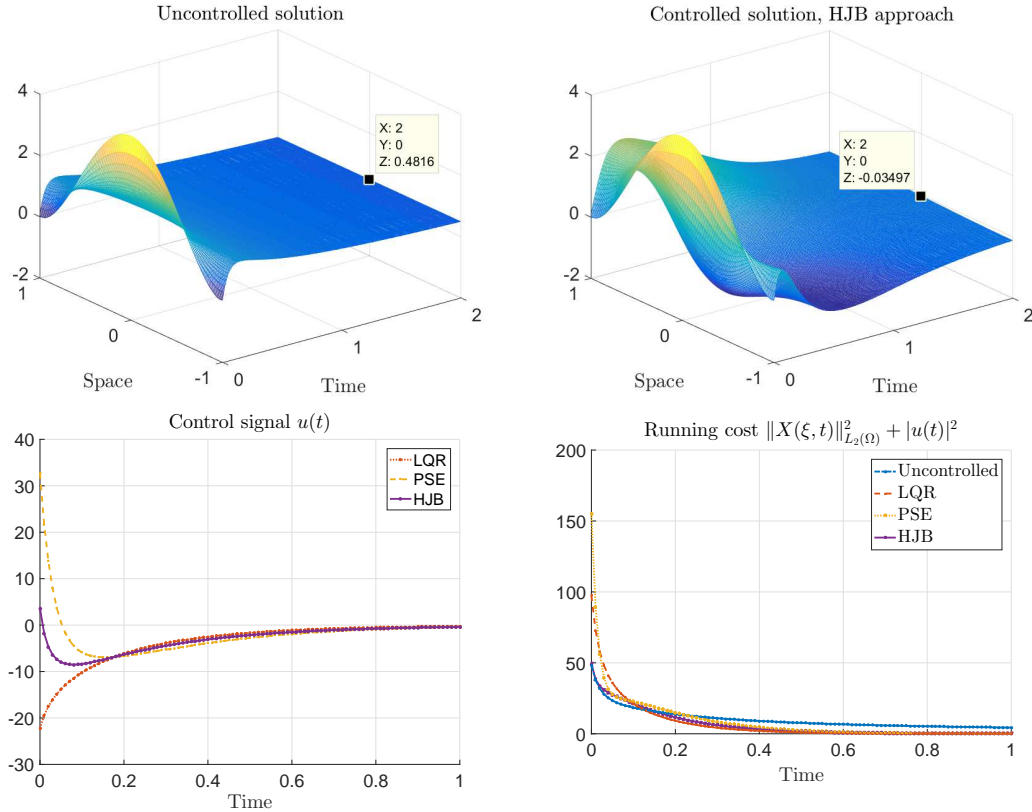 Uncontrolled solution
4
2
0
-2
1
0
-1
Space
0
1
2
Time
X: 2
Y: 0
Z: 0.4816
Controlled solution, HJB approach
4
2
0
-2
1
0
-1
Space
0
1
2
Time
X: 2
Y: 0
Z: -0.03497
Control signal u(t)
40
30
20
10
0
-10
-20
-30
0 0.2 0.4 0.6 0.8 1
Time
LQR
PSE
HJB
Running cost ‖X(ξ, t)‖²_{L₂(Ω)} + |u(t)|²
200
150
100
50
0
0 0.2 0.4 0.6 0.8 1
Time
Uncontrolled
LQR
PSE
HJB